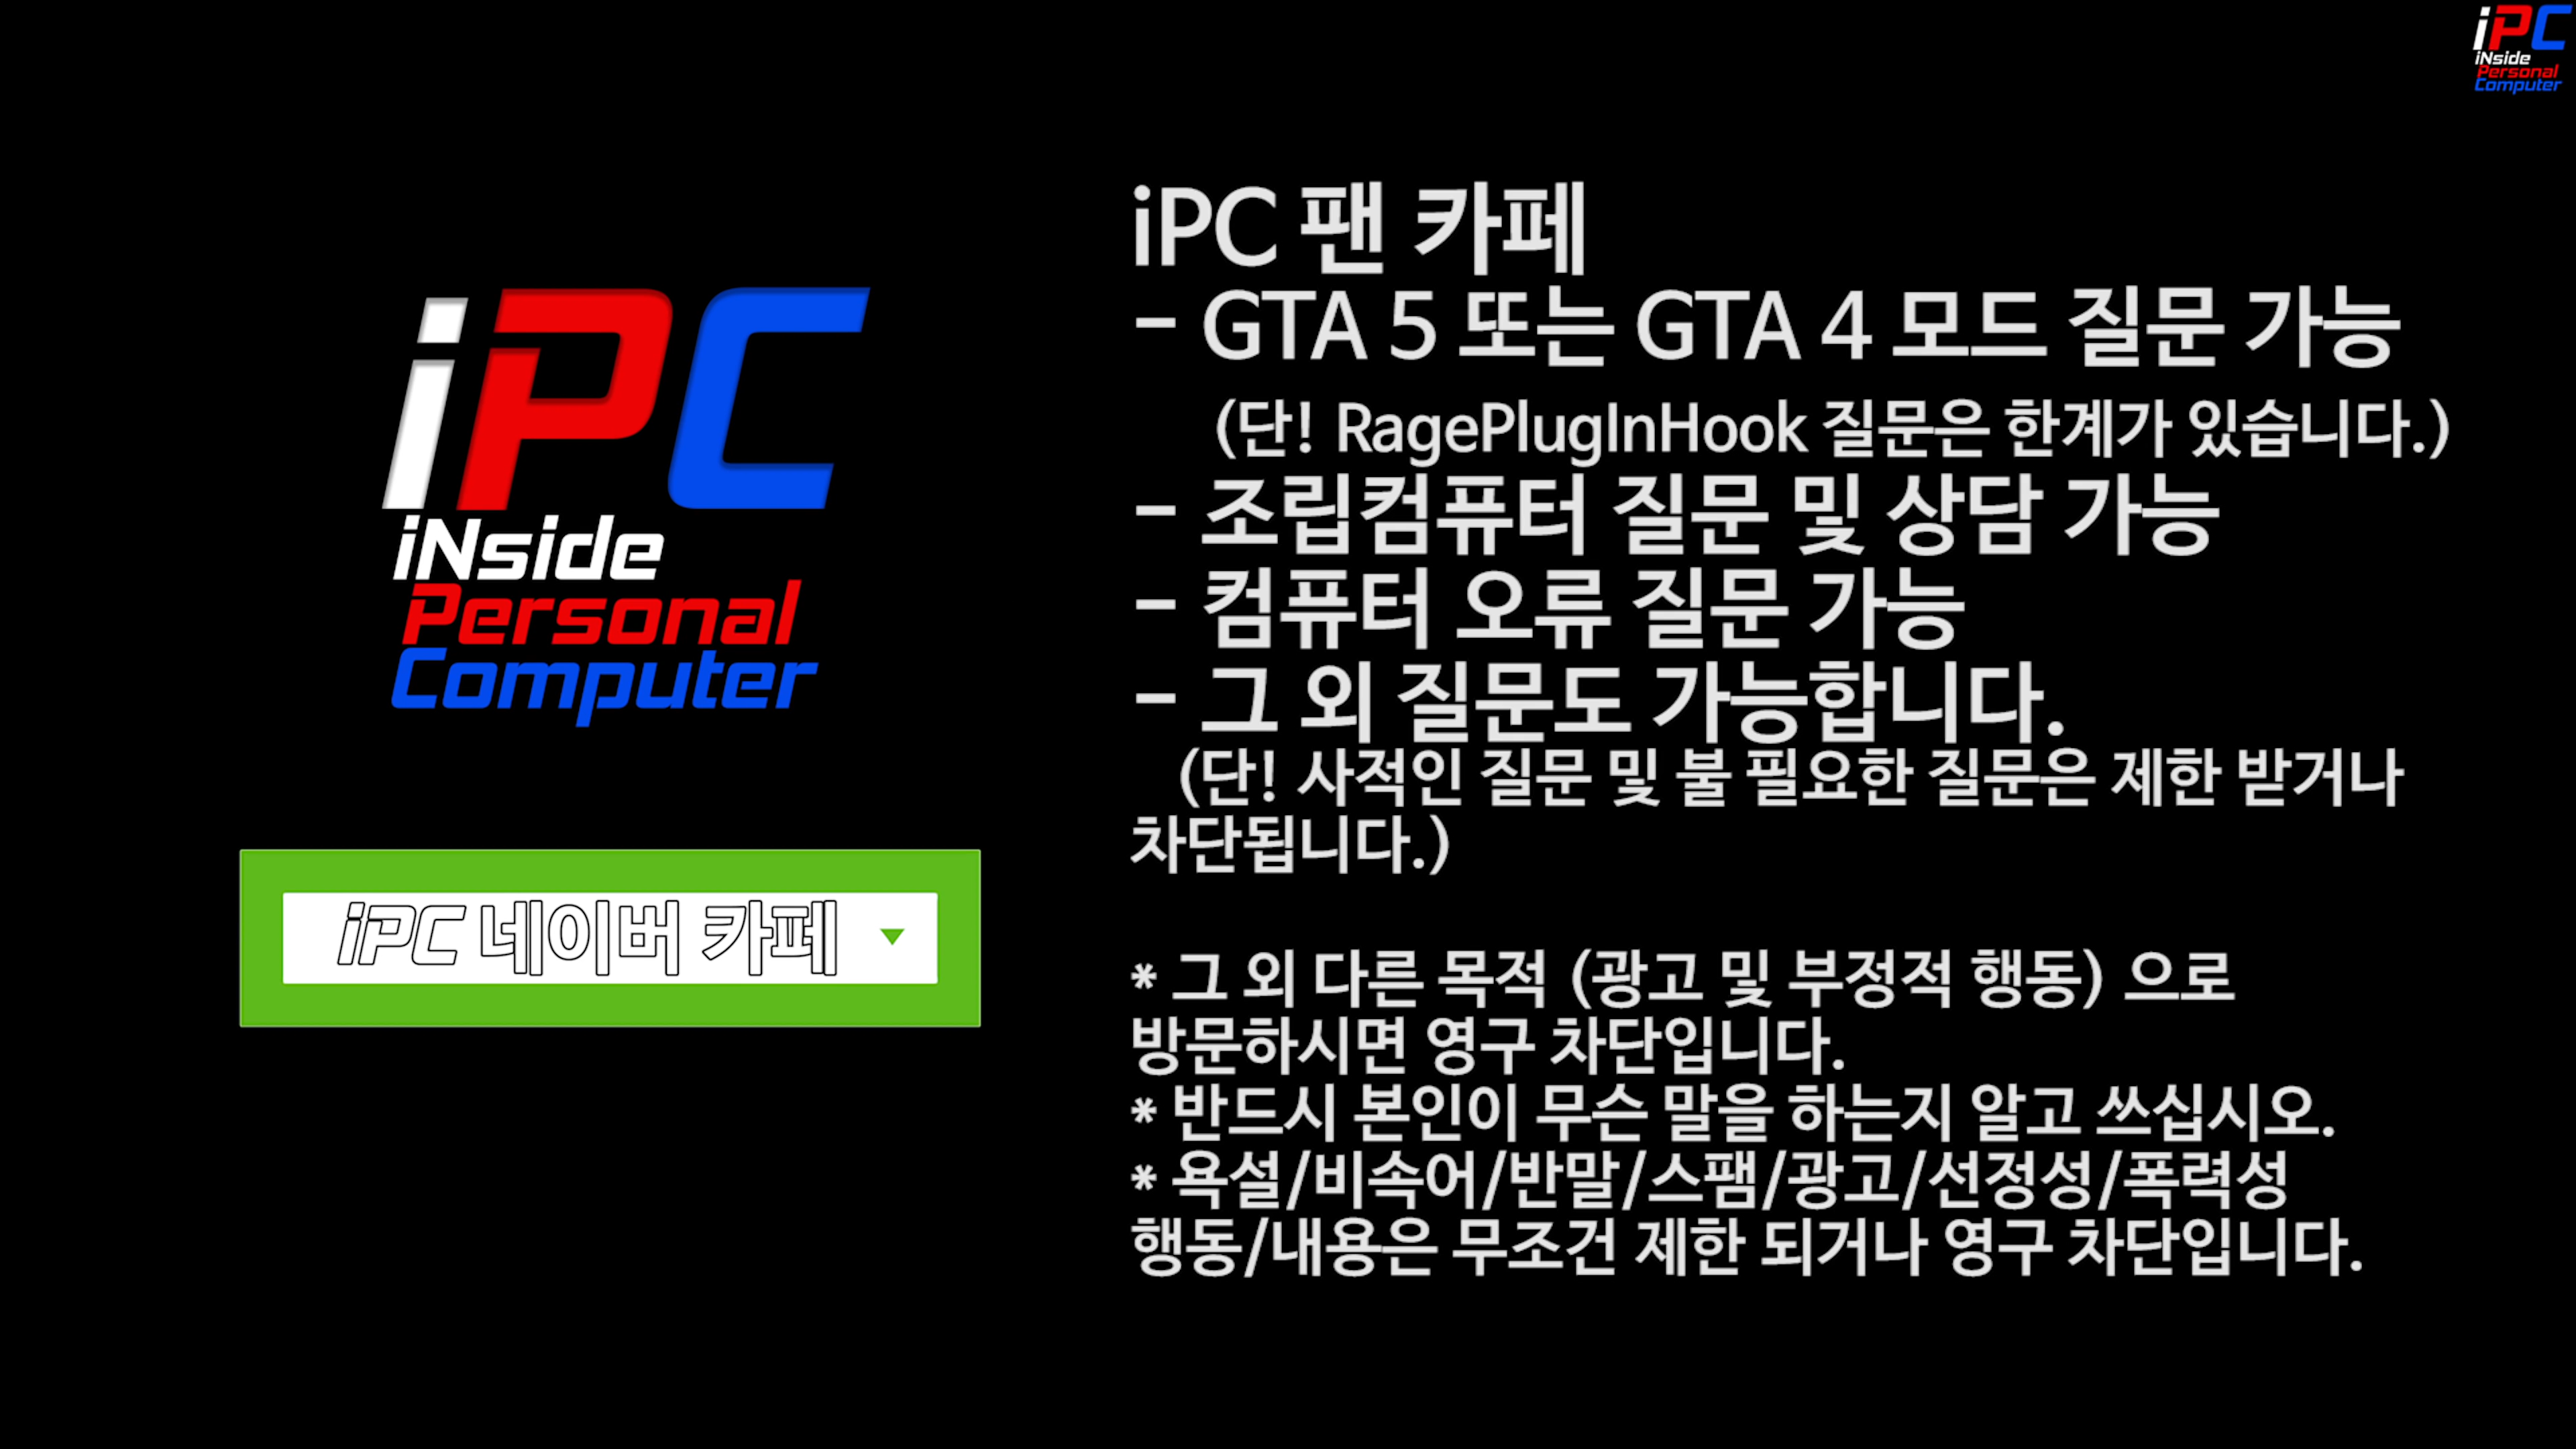 iPC
iNside
Personal
Computer
iPC
iNside
Personal
Computer
iPC 네이버 카페
iPC 팬 카페
- GTA 5 또는 GTA 4 모드 질문 가능
(단! RagePlugInHook 질문은 한계가 있습니다.)
- 조립컴퓨터 질문 및 상담 가능
- 컴퓨터 오류 질문 가능
- 그 외 질문도 가능합니다.
(단! 사적인 질문 및 불 필요한 질문은 제한 받거나
차단됩니다.)
* 그 외 다른 목적 (광고 및 부정적 행동) 으로
방문하시면 영구 차단입니다.
* 반드시 본인이 무슨 말을 하는지 알고 쓰십시오.
* 욕설/비속어/반말/스팸/광고/선정성/폭력성
행동/내용은 무조건 제한 되거나 영구 차단입니다.